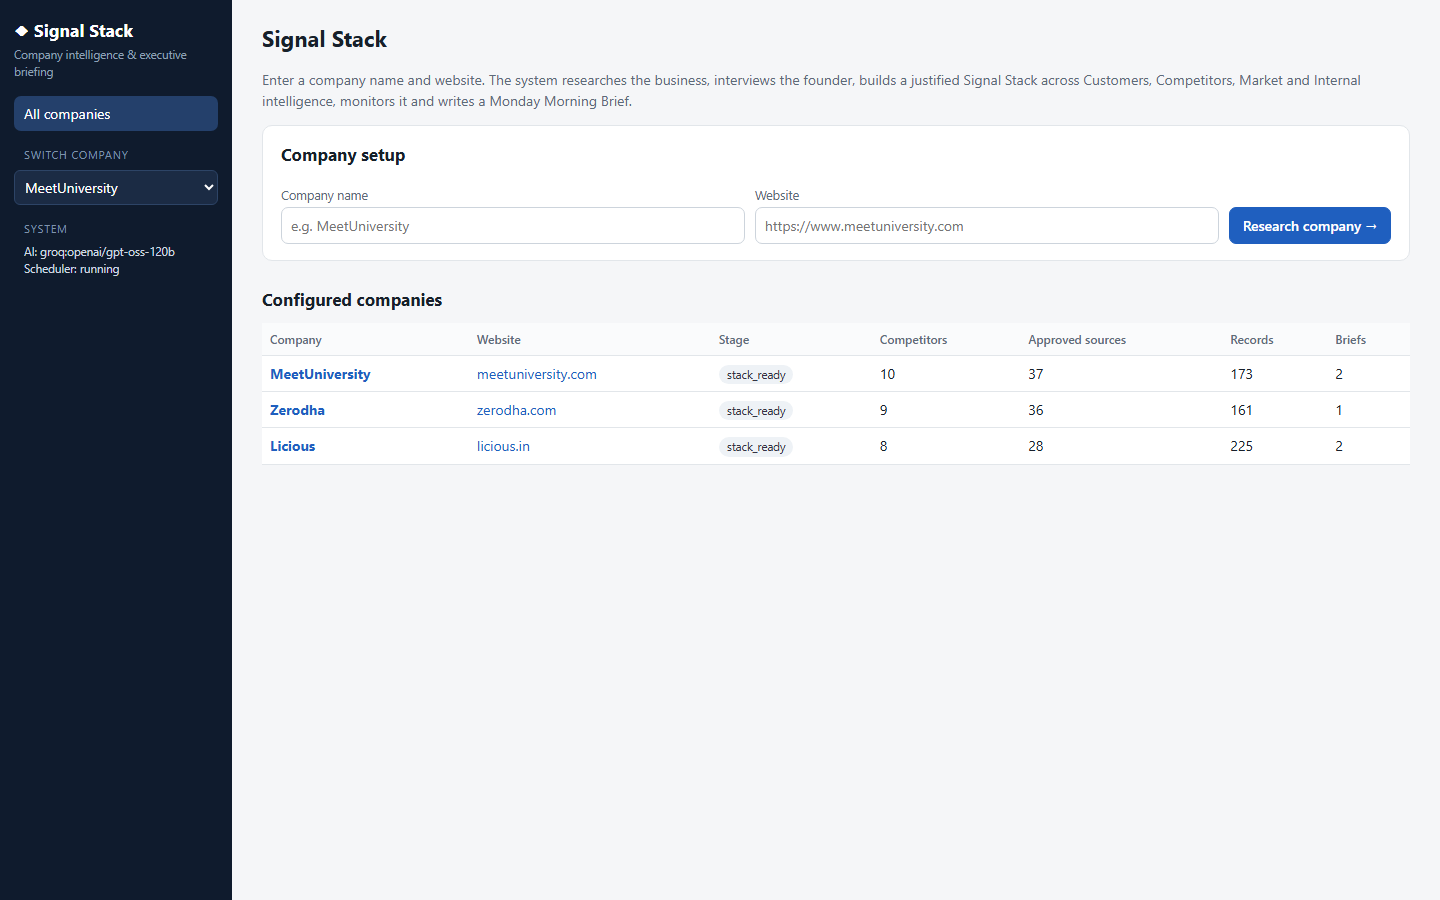 Signal Stack
Company intelligence & executive
briefing
All companies
SWITCH COMPANY
MeetUniversity
SYSTEM
AI: groq:openai/gpt-oss-120b
Scheduler: running
Signal Stack
Enter a company name and website. The system researches the business, interviews the founder, builds a justified Signal Stack across Customers, Competitors, Market and Internal
intelligence, monitors it and writes a Monday Morning Brief.
Company setup
Company name Website
e.g. MeetUniversity https://www.meetuniversity.com Research company →
Configured companies
Company Website Stage Competitors Approved sources Records Briefs
MeetUniversity meetuniversity.com stack_ready 10 37 173 2
Zerodha zerodha.com stack_ready 9 36 161 1
Licious licious.in stack_ready 8 28 225 2